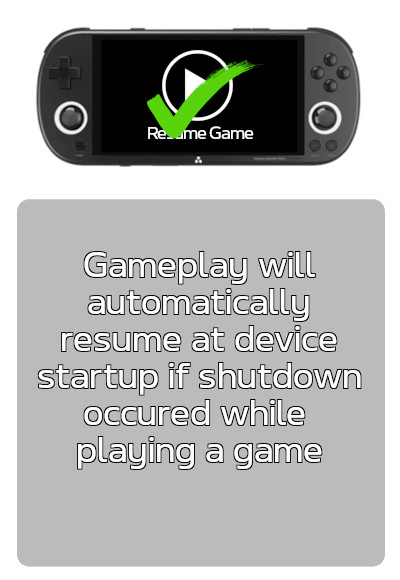 Resume Game
Gameplay will
automatically
resume at device
startup if shutdown
occured while
playing a game